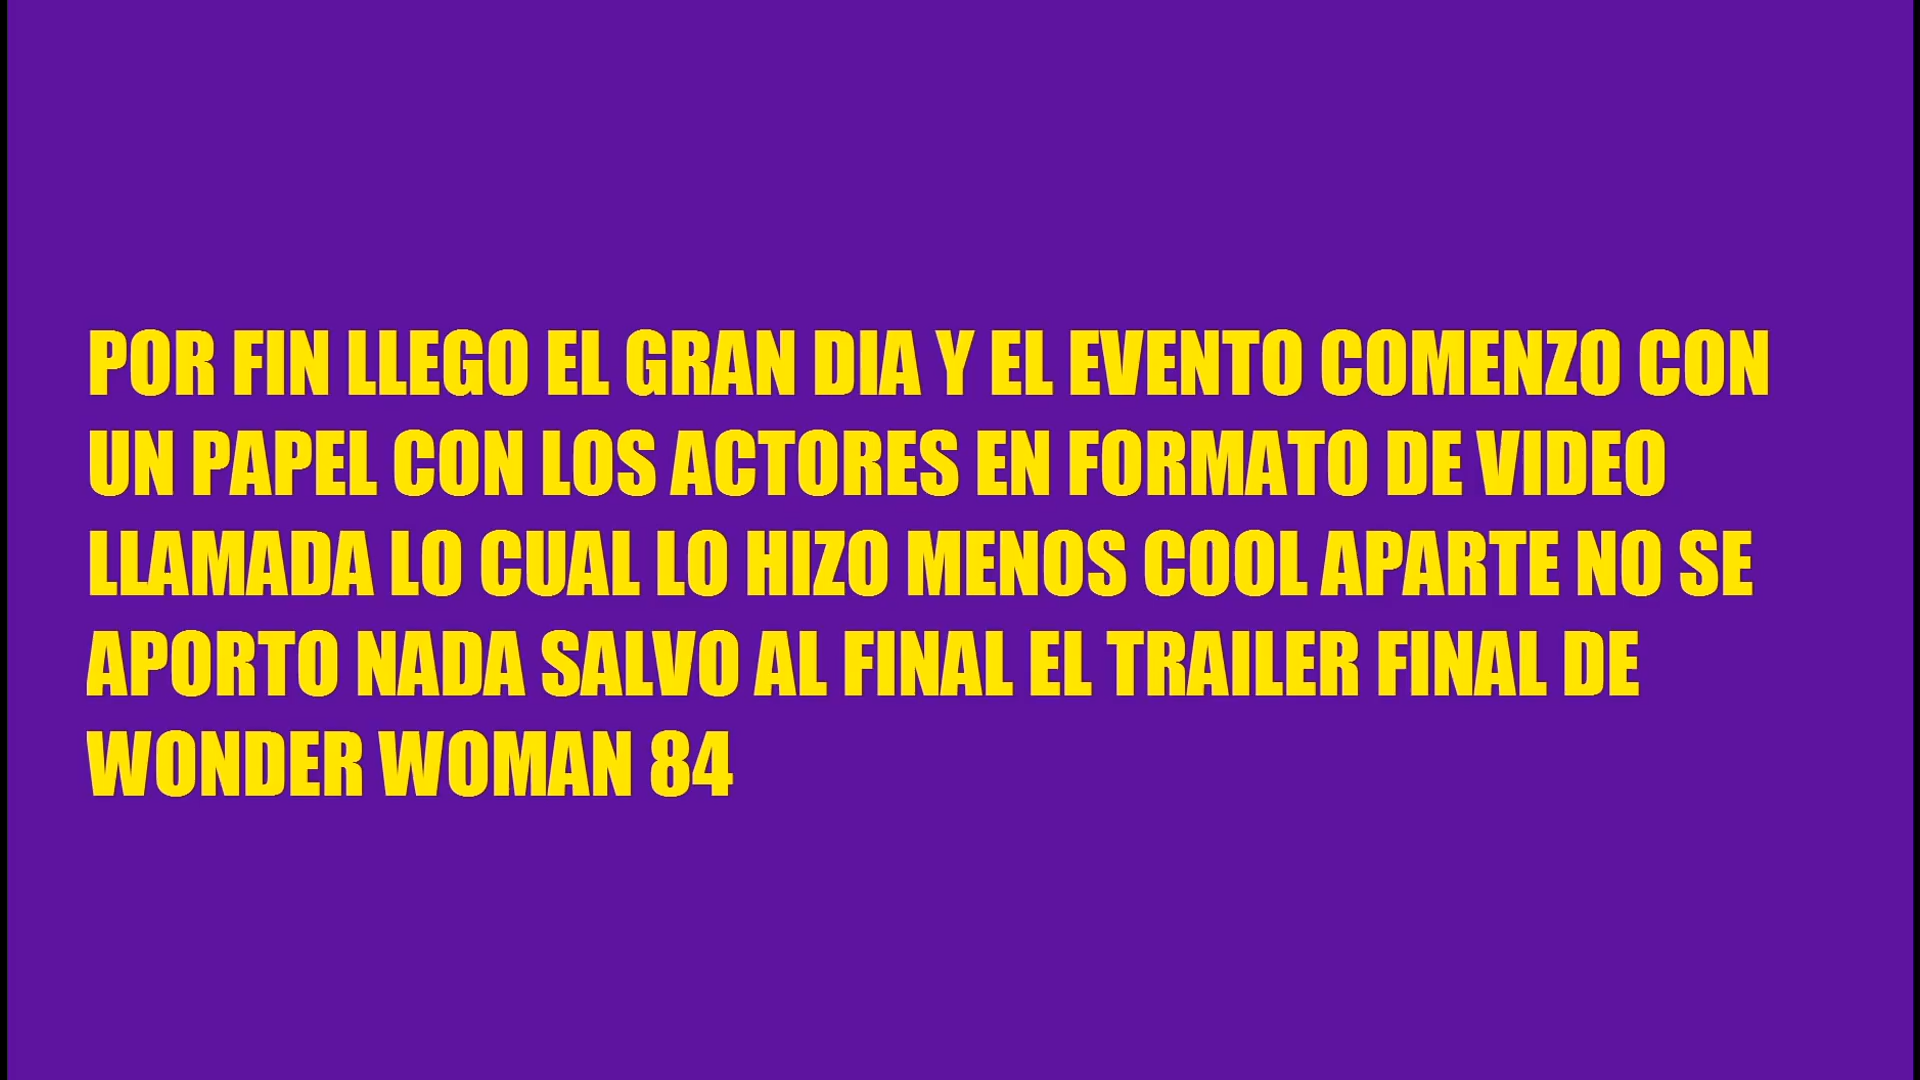 POR FIN LLEGO EL GRAN DIA Y EL EVENTO COMENZO CON
UN PAPEL CON LOS ACTORES EN FORMATO DE VIDEO
LLAMADA LO CUAL LO HIZO MENOS COOL APARTE NO SE
APORTO NADA SALVO AL FINAL EL TRAILER FINAL DE
WONDER WOMAN 84